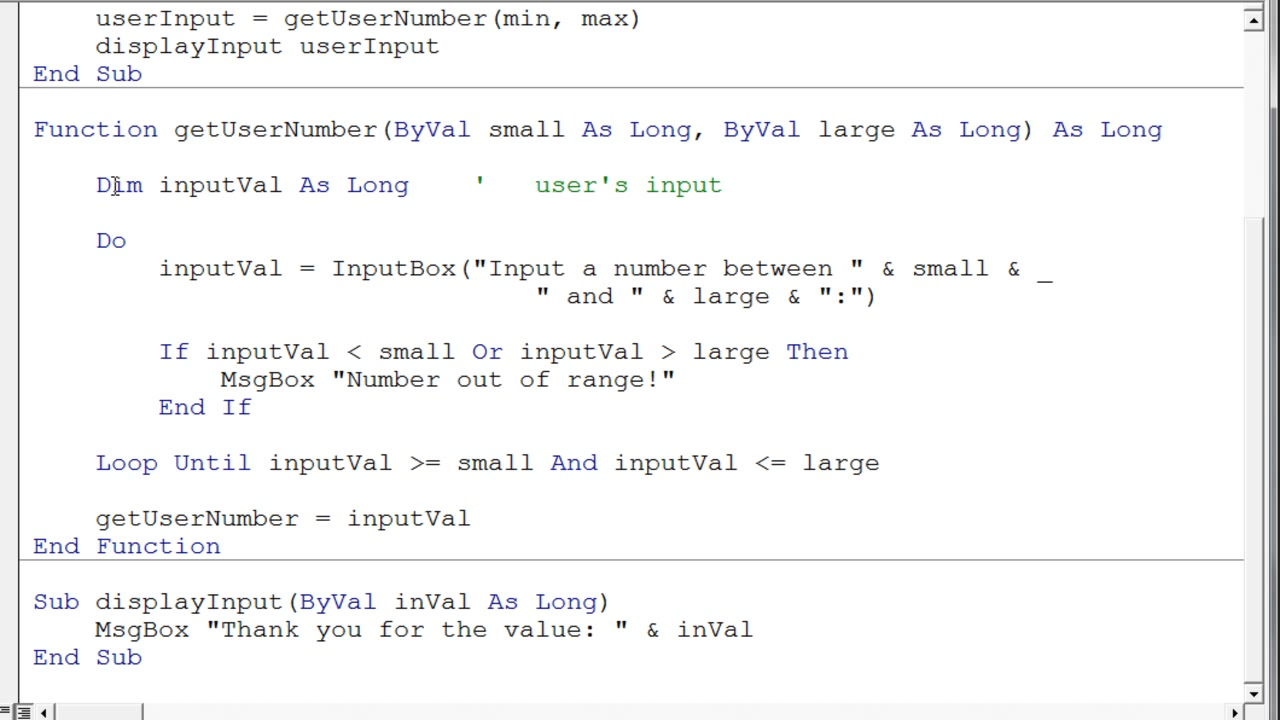 userInput = getUserNumber(min, max)
displayInput userInput
End Sub
Function getUserNumber(ByVal small As Long, ByVal large As Long) As Long
Dim inputVal As Long ' user's input
Do
inputVal = InputBox("Input a number between " & small & _
" and " & large & ":")
If inputVal < small Or inputVal > large Then
MsgBox "Number out of range!"
End If
Loop Until inputVal >= small And inputVal <= large
getUserNumber = inputVal
End Function
Sub displayInput(ByVal inVal As Long)
MsgBox "Thank you for the value: " & inVal
End Sub